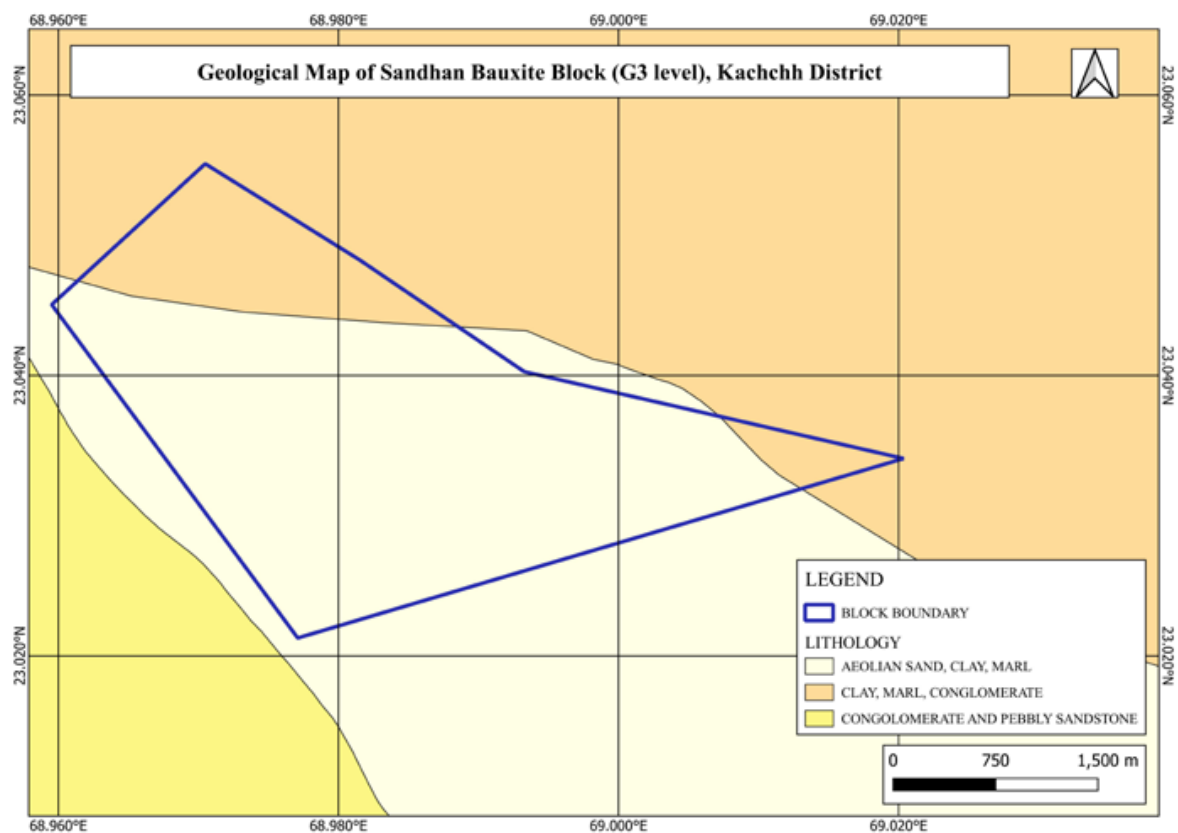 68.960°E 68.980°E 69.000°E 69.020°E
Geological Map of Sandhan Bauxite Block (G3 level), Kachchh District
23.060°N 23.060°N
23.040°N 23.040°N
23.020°N 23.020°N
LEGEND
BLOCK BOUNDARY
LITHOLOGY
AEOLIAN SAND, CLAY, MARL
CLAY, MARL, CONGLOMERATE
CONGOLOMERATE AND PEBBLY SANDSTONE
0 750 1,500 m
68.960°E 68.980°E 69.000°E 69.020°E